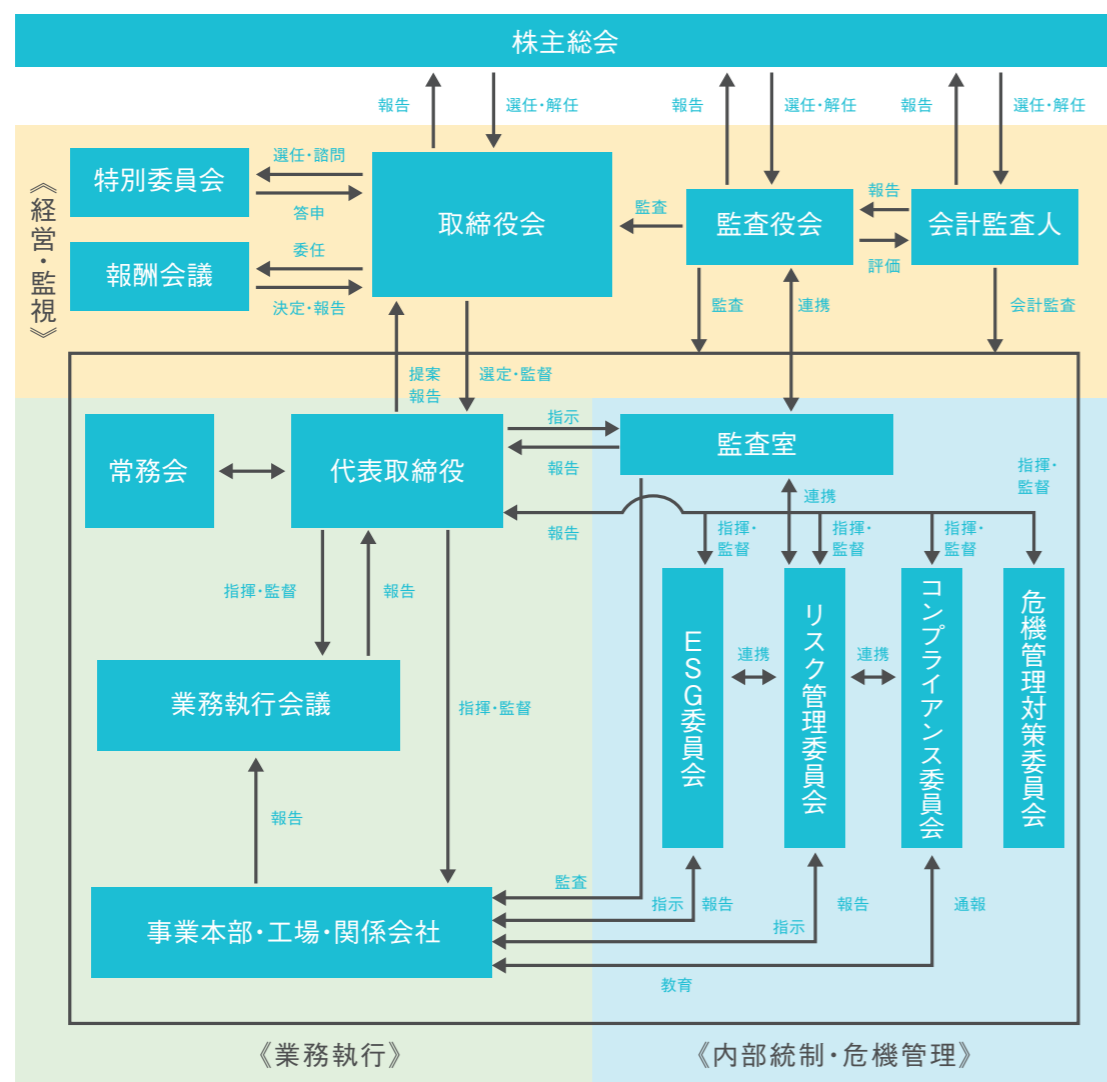 株主総会
報告
選任・解任
報告
選任・解任
報告
選任・解任
《経営・監視》
特別委員会
選任・諮問
答申
報酬会議
委任
決定・報告
取締役会
監査
監査役会
報告
評価
会計監査人
監査
連携
会計監査
提案
報告
選定・監督
常務会
代表取締役
指示
報告
監査室
報告
連携
指揮・
監督
指揮・
監督
指揮・
監督
指揮・
監督
指揮・監督
報告
業務執行会議
指揮・監督
ESG委員会
連携
リスク管理委員会
連携
コンプライアンス委員会
危機管理対策委員会
報告
事業本部・工場・関係会社
監査
指示
報告
指示
報告
通報
教育
《業務執行》
《内部統制・危機管理》